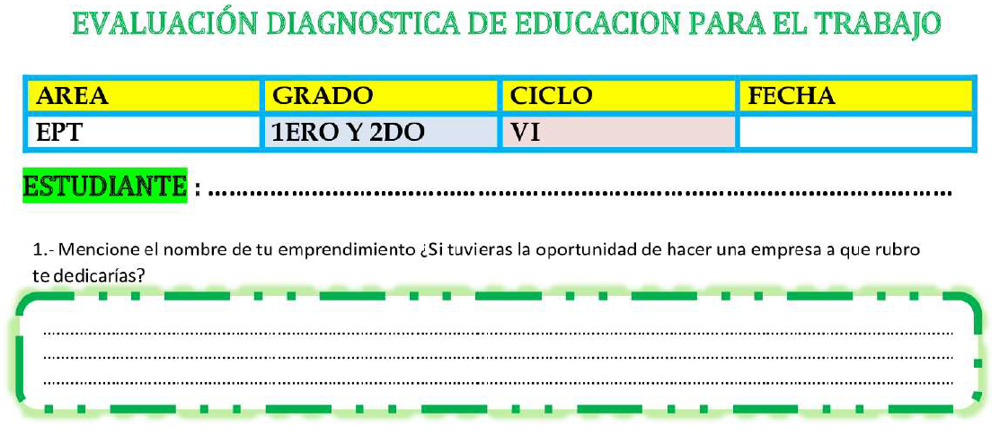 EVALUACIÓN DIAGNOSTICA DE EDUCACION PARA EL TRABAJO
AREA GRADO CICLO FECHA
EPT 1ERO Y 2DO VI
ESTUDIANTE : ................................................................................
1.- Mencione el nombre de tu emprendimiento ¿Si tuvieras la oportunidad de hacer una empresa a que rubro
te dedicarías?
................................................................................
................................................................................
................................................................................